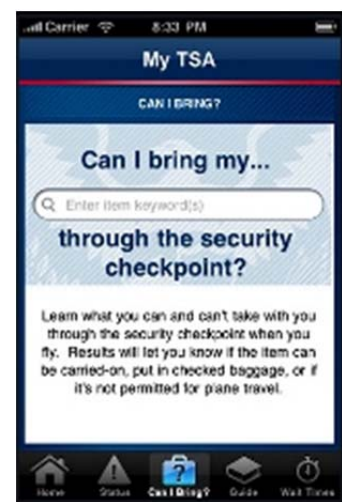 Carrier 8:33 PM
My TSA
CAN I BRING?
Can I bring my...
Enter item keyword(s)
through the security
checkpoint?
Learn what you can and can't take with you
through the security checkpoint when you
fly. Results will let you know if the item can
be carried-on, put in checked baggage, or if
it's not permitted for plane travel.
Home Status Can I Bring? Guide Wait Times